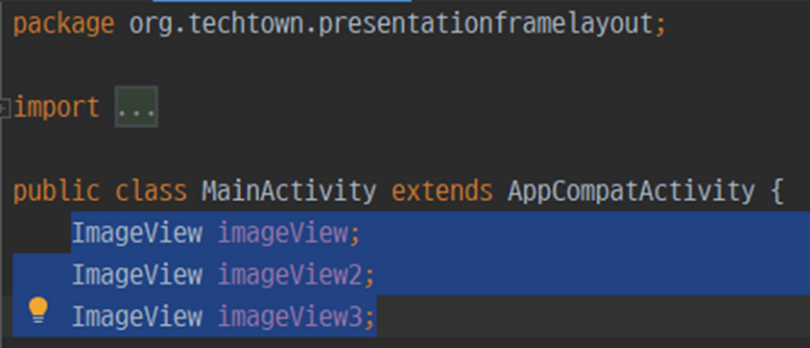 package org.techtown.presentationframelayout;
import ...
public class MainActivity extends AppCompatActivity {
ImageView imageView;
ImageView imageView2;
ImageView imageView3;